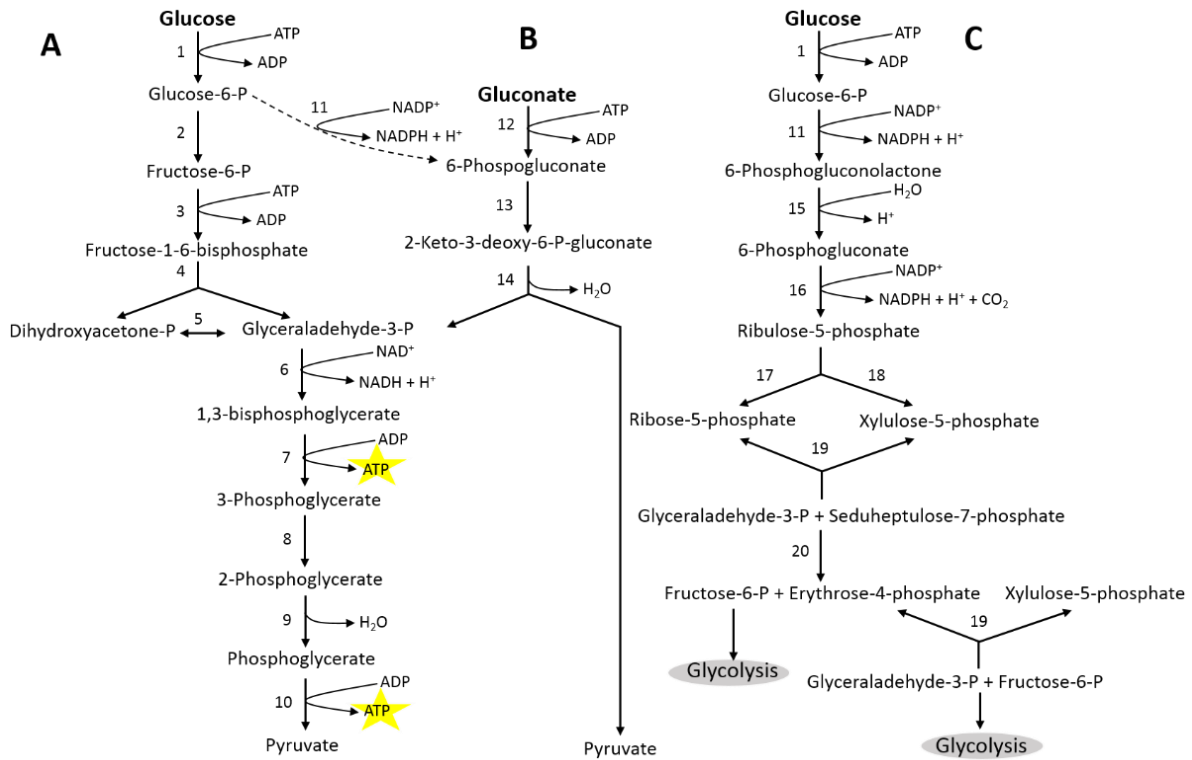 A
Glucose
1
ATP
ADP
Glucose-6-P
2
Fructose-6-P
3
ATP
ADP
Fructose-1-6-bisphosphate
4
Dihydroxyacetone-P
5
Glyceraladehyde-3-P
6
NAD⁺
NADH + H⁺
1,3-bisphosphoglycerate
7
ADP
ATP
3-Phosphoglycerate
8
2-Phosphoglycerate
9
H₂O
Phosphoglycerate
10
ADP
ATP
Pyruvate
B
11
NADP⁺
NADPH + H⁺
Gluconate
12
ATP
ADP
6-Phospogluconate
13
2-Keto-3-deoxy-6-P-gluconate
14
H₂O
Pyruvate
C
Glucose
1
ATP
ADP
Glucose-6-P
11
NADP⁺
NADPH + H⁺
6-Phosphogluconolactone
15
H₂O
H⁺
6-Phosphogluconate
16
NADP⁺
NADPH + H⁺ + CO₂
Ribulose-5-phosphate
17
18
Ribose-5-phosphate
Xylulose-5-phosphate
19
Glyceraladehyde-3-P + Seduheptulose-7-phosphate
20
Fructose-6-P + Erythrose-4-phosphate
Xylulose-5-phosphate
19
Glycolysis
Glyceraladehyde-3-P + Fructose-6-P
Glycolysis